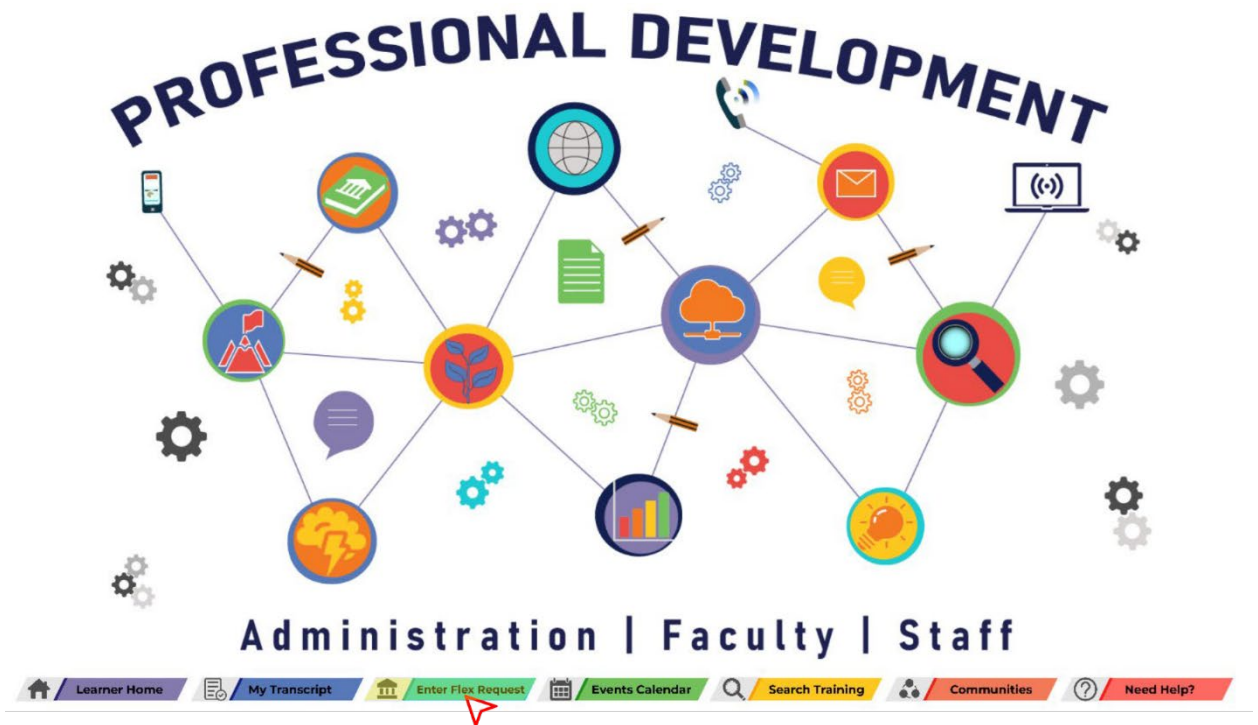 PROFESSIONAL DEVELOPMENT
Administration | Faculty | Staff
Learner Home My Transcript Enter Flex Request Events Calendar Search Training Communities Need Help?